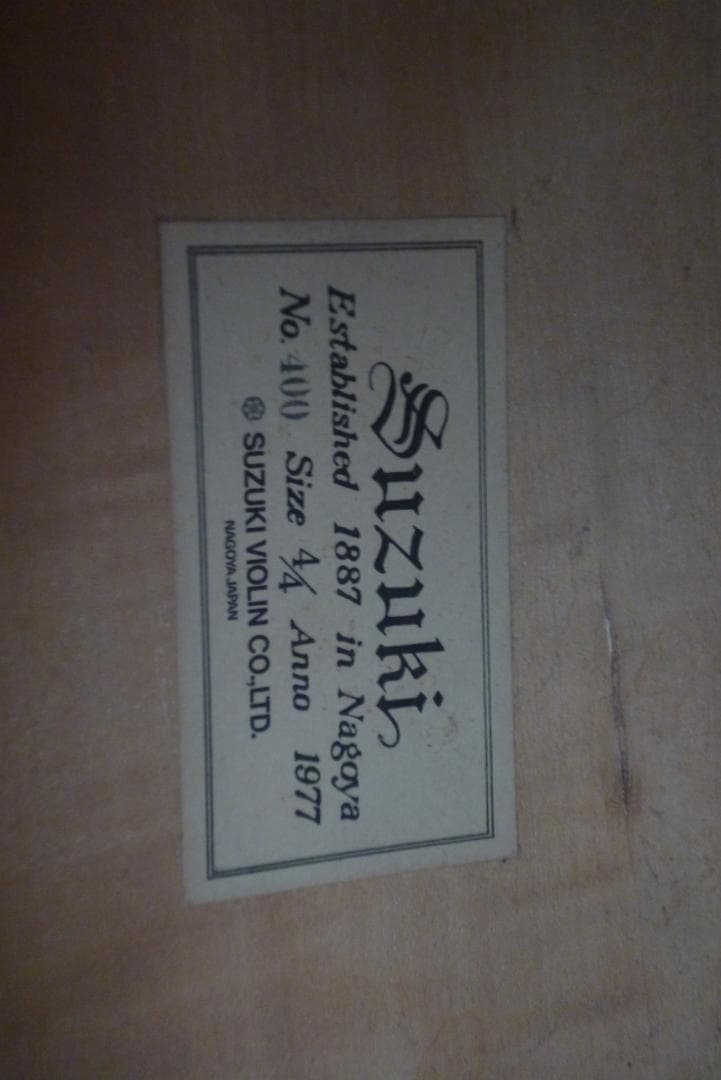 Suzuki
Established 1887 in Nagoya
No. 400 Size 4/4 Anno 1977
SUZUKI VIOLIN CO.,LTD.
NAGOYA JAPAN